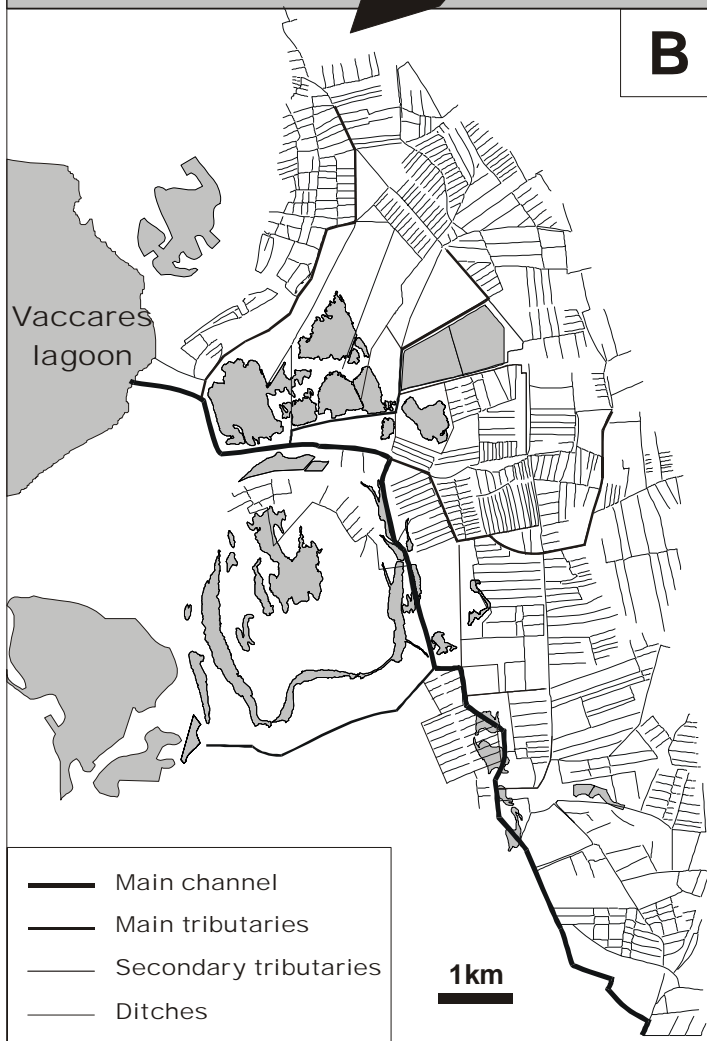 B
Vaccares
lagoon
Main channel
Main tributaries
Secondary tributaries
Ditches
1km